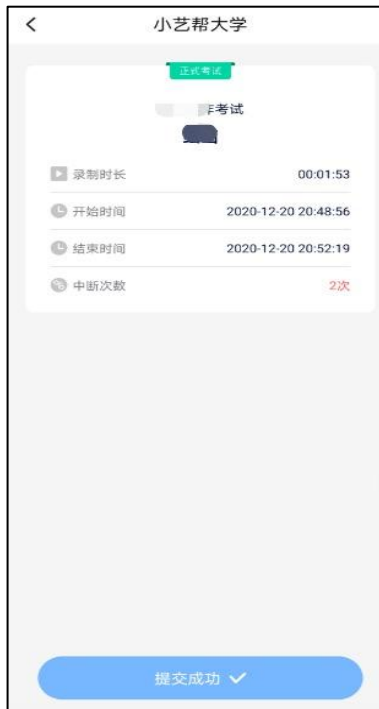 小艺帮大学
正式考试
考试
录制时长 00:01:53
开始时间 2020-12-20 20:48:56
结束时间 2020-12-20 20:52:19
中断次数 2次
提交成功